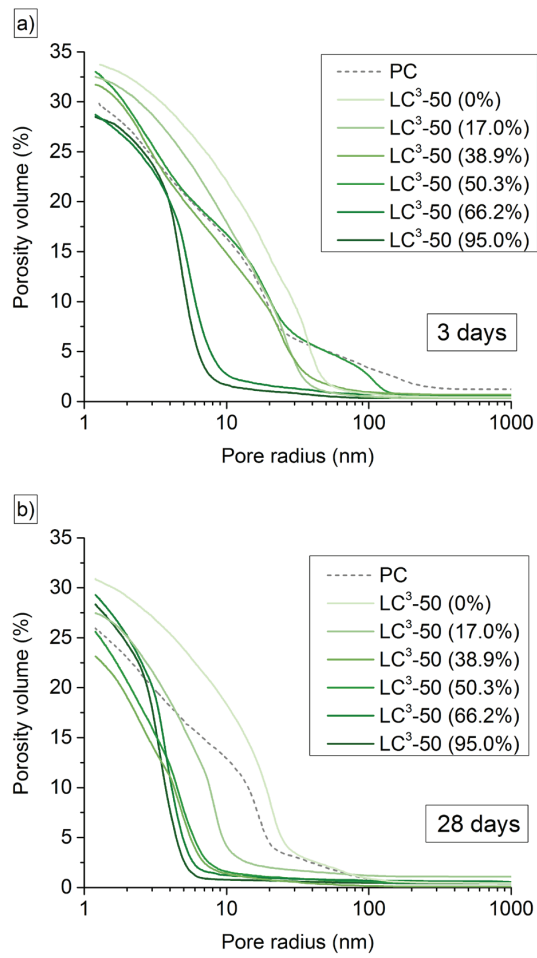 a)
35
30
25
20
15
10
5
0
Porosity volume (%)
PC
LC³-50 (0%)
LC³-50 (17.0%)
LC³-50 (38.9%)
LC³-50 (50.3%)
LC³-50 (66.2%)
LC³-50 (95.0%)
3 days
1 10 100 1000
Pore radius (nm)
b)
35
30
25
20
15
10
5
0
Porosity volume (%)
PC
LC³-50 (0%)
LC³-50 (17.0%)
LC³-50 (38.9%)
LC³-50 (50.3%)
LC³-50 (66.2%)
LC³-50 (95.0%)
28 days
1 10 100 1000
Pore radius (nm)